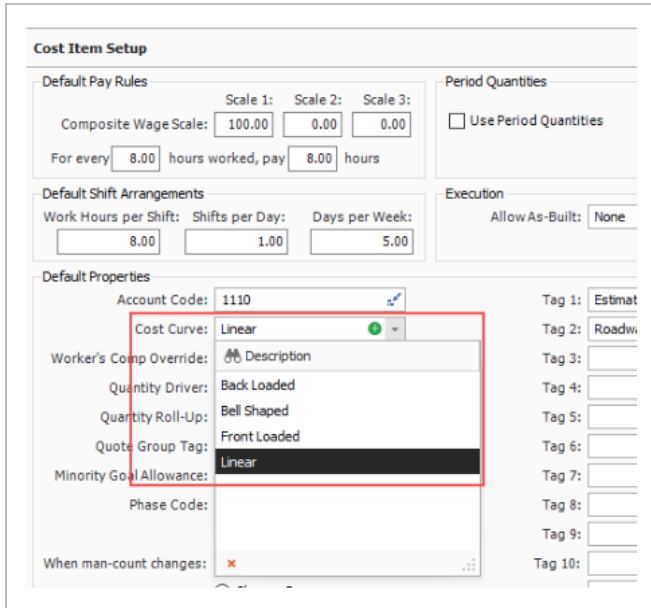 Cost Item Setup
Default Pay Rules
Period Quantities
Scale 1: Scale 2: Scale 3:
Composite Wage Scale: 100.00 0.00 0.00
Use Period Quantities
For every 8.00 hours worked, pay 8.00 hours
Default Shift Arrangements
Execution
Work Hours per Shift: Shifts per Day: Days per Week:
Allow As-Built: None
8.00 1.00 5.00
Default Properties
Account Code: 1110
Tag 1: Estimat
Cost Curve: Linear
Tag 2: Roadwa
Worker's Comp Override: Description
Tag 3:
Quantity Driver: Back Loaded
Tag 4:
Quantity Roll-Up: Bell Shaped
Tag 5:
Quote Group Tag: Front Loaded
Tag 6:
Minority Goal Allowance: Linear
Tag 7:
Phase Code:
Tag 8:
Tag 9:
When man-count changes:
Tag 10: